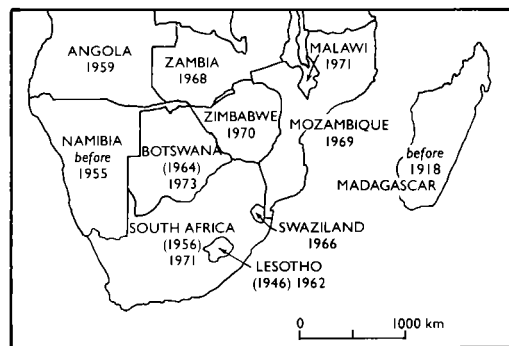 ANGOLA
1959
ZAMBIA
1968
MALAWI
1971
ZIMBABWE
1970
MOZAMBIQUE
1969
NAMIBIA
before
1955
BOTSWANA
(1964)
1973
before
1918
MADAGASCAR
SOUTH AFRICA
(1956)
1971
SWAZILAND
1966
LESOTHO
(1946) 1962
0 1000 km